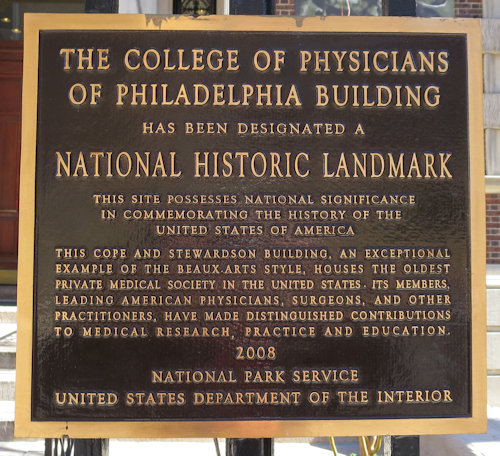 THE COLLEGE OF PHYSICIANS
OF PHILADELPHIA BUILDING
HAS BEEN DESIGNATED A
NATIONAL HISTORIC LANDMARK
THIS SITE POSSESSES NATIONAL SIGNIFICANCE
IN COMMEMORATING THE HISTORY OF THE
UNITED STATES OF AMERICA
THIS COPE AND STEWARDSON BUILDING, AN EXCEPTIONAL
EXAMPLE OF THE BEAUX-ARTS STYLE, HOUSES THE OLDEST
PRIVATE MEDICAL SOCIETY IN THE UNITED STATES. ITS MEMBERS,
LEADING AMERICAN PHYSICIANS, SURGEONS, AND OTHER
PRACTITIONERS, HAVE MADE DISTINGUISHED CONTRIBUTIONS
TO MEDICAL RESEARCH, PRACTICE AND EDUCATION.
2008
NATIONAL PARK SERVICE
UNITED STATES DEPARTMENT OF THE INTERIOR